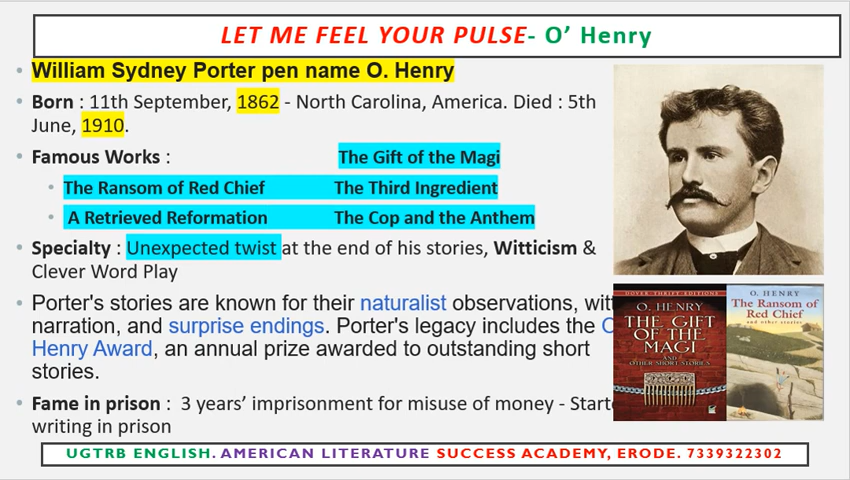 LET ME FEEL YOUR PULSE- O’ Henry
William Sydney Porter pen name O. Henry
Born : 11th September, 1862 - North Carolina, America. Died : 5th
June, 1910.
Famous Works : The Gift of the Magi
The Ransom of Red Chief The Third Ingredient
A Retrieved Reformation The Cop and the Anthem
Specialty : Unexpected twist at the end of his stories, Witticism &
Clever Word Play
Porter's stories are known for their naturalist observations,
narration, and surprise endings. Porter's legacy includes the
Henry Award, an annual prize awarded to outstanding short
stories.
Fame in prison : 3 years’ imprisonment for misuse of money -
writing in prison
DOVER THRIFT EDITIONS
O. HENRY
THE GIFT
OF THE
MAGI
AND
OTHER SHORT STORIES
O. HENRY
The Ransom of
Red Chief
and other stories
UGTRB ENGLISH. AMERICAN LITERATURE SUCCESS ACADEMY, ERODE. 7339322302